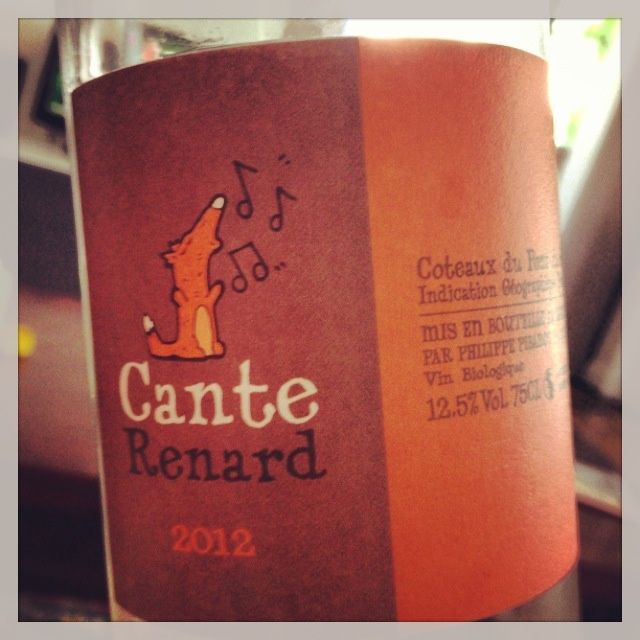 Cante
Renard
2012
Coteaux du
Indication
MIS EN BOUTEILLE
PAR PHILIPPE
Vin Biologique
12.5% Vol. 75CL